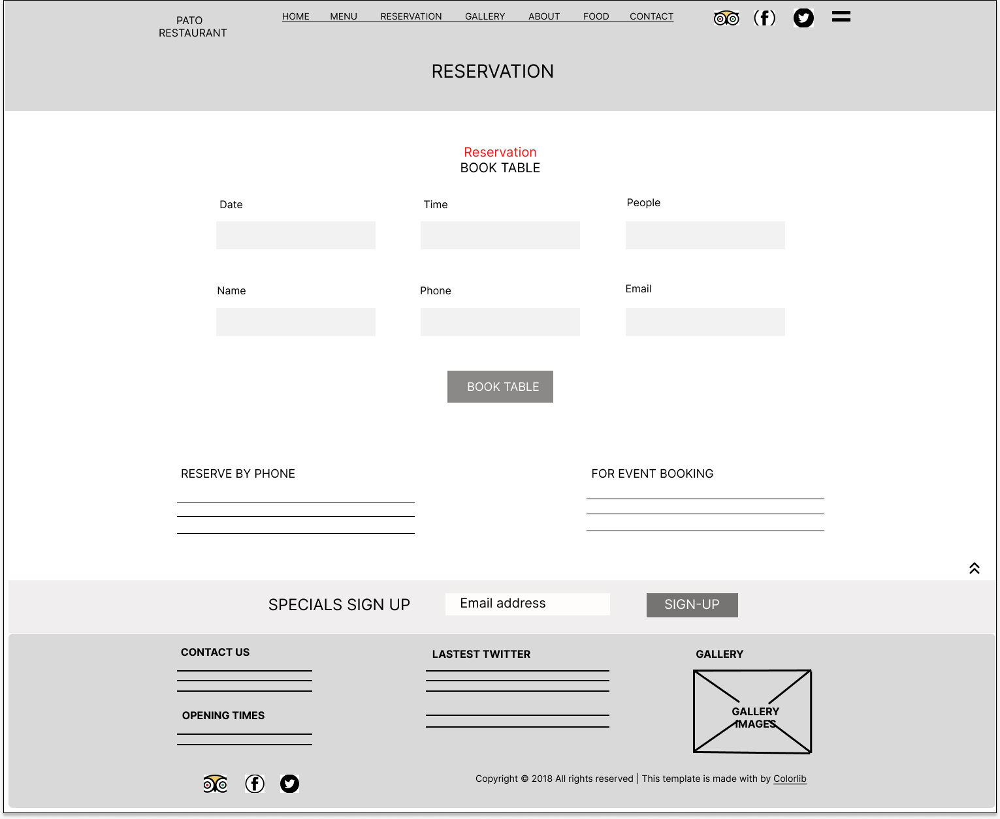 PATO
RESTAURANT
HOME MENU RESERVATION GALLERY ABOUT FOOD CONTACT
RESERVATION
Reservation
BOOK TABLE
Date Time People
Name Phone Email
BOOK TABLE
RESERVE BY PHONE FOR EVENT BOOKING
SPECIALS SIGN UP Email address SIGN-UP
CONTACT US
OPENING TIMES
LASTEST TWITTER
GALLERY
GALLERY
IMAGES
Copyright © 2018 All rights reserved | This template is made with by Colorlib